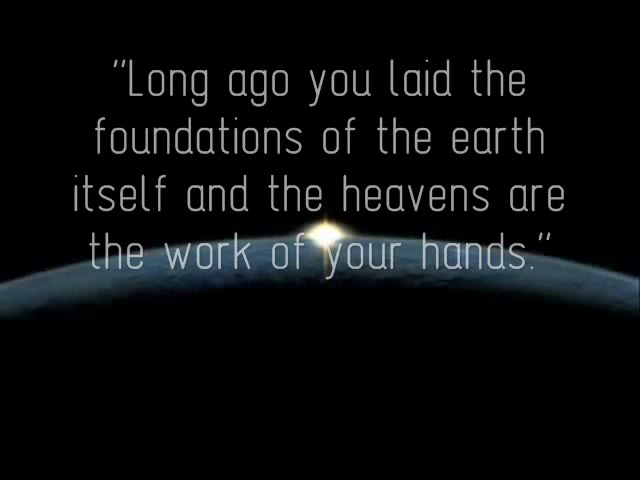 "Long ago you laid the
foundations of the earth
itself and the heavens are
the work of your hands."